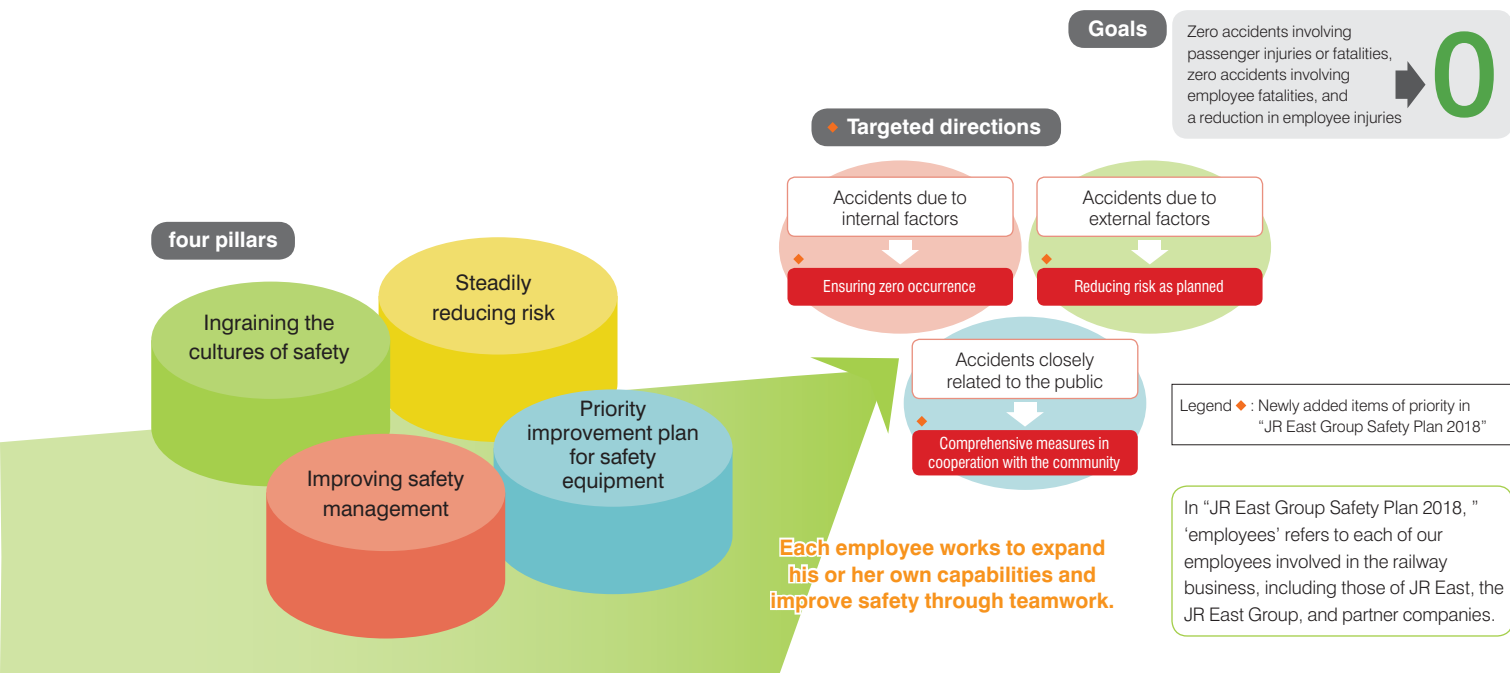 Goals
Zero accidents involving
passenger injuries or fatalities,
zero accidents involving
employee fatalities, and
a reduction in employee injuries
0
◆ Targeted directions
Accidents due to
internal factors
◆
Ensuring zero occurrence
Accidents due to
external factors
◆
Reducing risk as planned
Accidents closely
related to the public
◆
Comprehensive measures in
cooperation with the community
four pillars
Steadily
reducing risk
Ingraining the
cultures of safety
Priority
improvement plan
for safety
equipment
Improving safety
management
Each employee works to expand
his or her own capabilities and
improve safety through teamwork.
Legend ◆ : Newly added items of priority in
“JR East Group Safety Plan 2018”
In “JR East Group Safety Plan 2018, ”
‘employees’ refers to each of our
employees involved in the railway
business, including those of JR East, the
JR East Group, and partner companies.